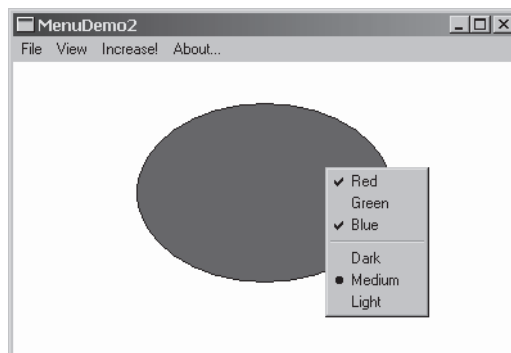 MenuDemo2
File View Increase! About...
Red
Green
Blue
Dark
Medium
Light